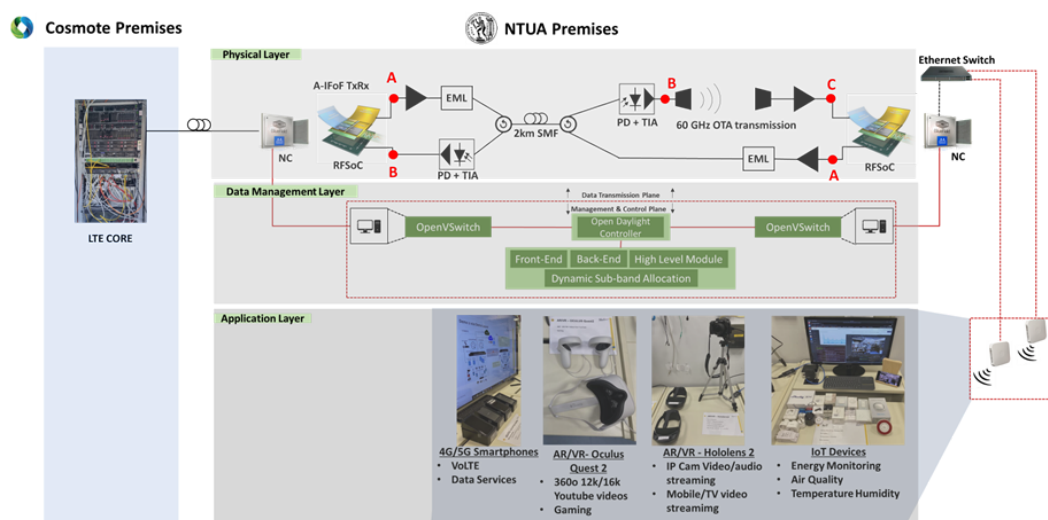 Cosmote Premises
NTUA Premises
Physical Layer
Ethernet Switch
A-IFoF TxRx
A
EML
B
C
PD + TIA
60 GHz OTA transmission
2km SMF
NC
RFSoC
B
PD + TIA
EML
A
RFSoC
NC
LTE CORE
Data Management Layer
Data Transmission Plane
Management & Control Plane
OpenVSwitch
Open Daylight
Controller
OpenVSwitch
Front-End
Back-End
High Level Module
Dynamic Sub-band Allocation
Application Layer
4G/5G Smartphones
• VoLTE
• Data Services
AR/VR- Oculus
Quest 2
• 360o 12k/16k
Youtube videos
• Gaming
AR/VR - Hololens 2
• IP Cam Video/audio
streaming
• Mobile/TV video
streamimg
IoT Devices
• Energy Monitoring
• Air Quality
• Temperature Humidity